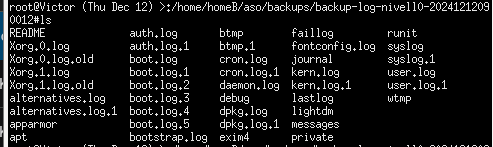 root@Victor (Thu Dec 12) >:/home/homeB/aso/backups/backup-log-nivell0-2024121209
0012#ls
README auth.log btmp faillog runit
Xorg.0.log auth.log.1 btmp.1 fontconfig.log syslog
Xorg.0.log.old boot.log cron.log journal syslog.1
Xorg.1.log boot.log.1 cron.log.1 kern.log user.log
Xorg.1.log.old boot.log.2 daemon.log kern.log.1 user.log.1
alternatives.log boot.log.3 debug lastlog wtmp
alternatives.log.1 boot.log.4 dpkg.log lightdm
apparmor boot.log.5 dpkg.log.1 messages
apt bootstrap.log exim4 private